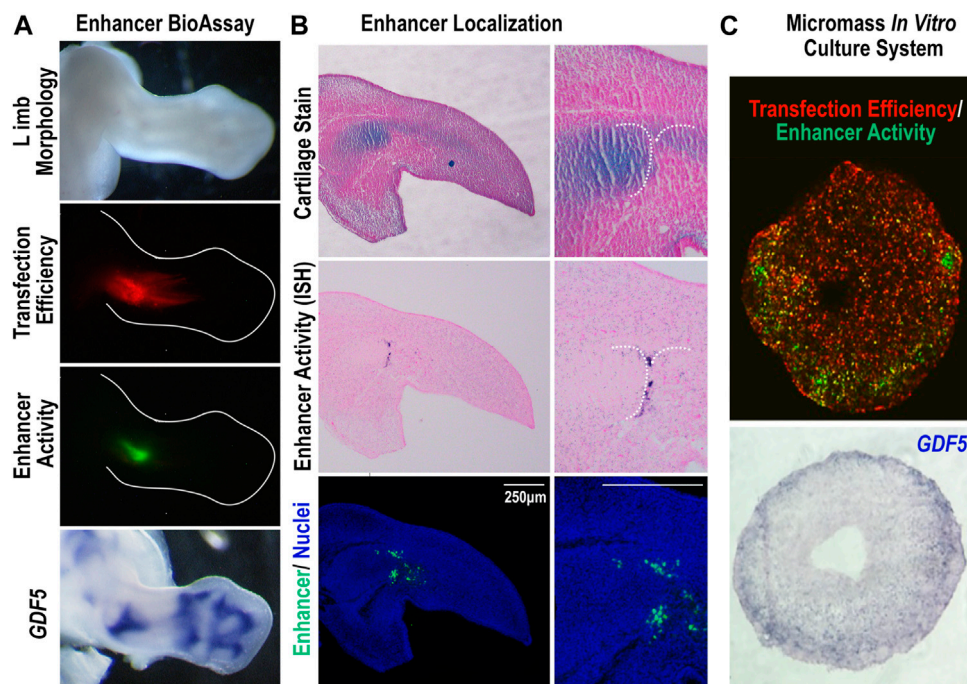 A
Enhancer BioAssay
Limb
Morphology
Transfection
Efficiency
Enhancer
Activity
GDF5
B
Enhancer Localization
Cartilage Stain
Enhancer Activity (ISH)
Enhancer/ Nuclei
250µm
C
Micromass In Vitro
Culture System
Transfection Efficiency/
Enhancer Activity
GDF5